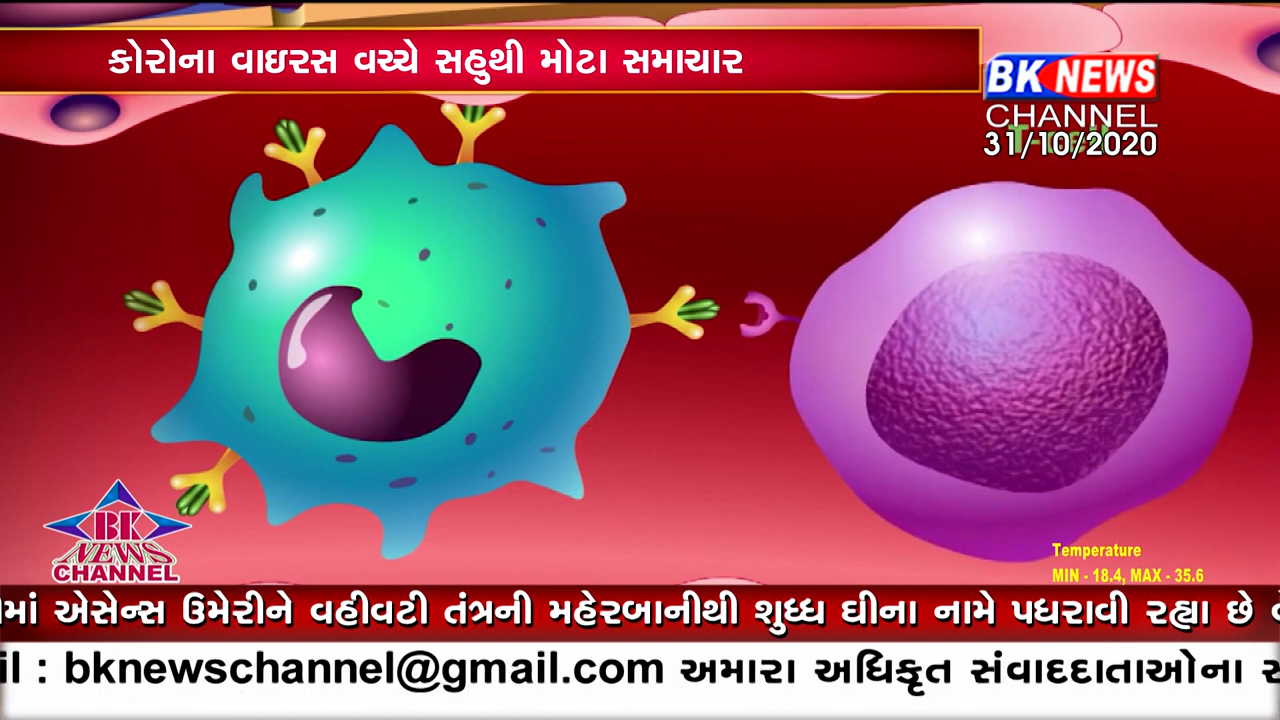 કોરોના વાઇરસ વચ્ચે સહુથી મોટા સમાચાર
BK NEWS
CHANNEL
31/10/2020
BK
NEWS
CHANNEL
Temperature
MIN - 18.4, MAX - 35.6
એસેન્સ ઉમેરીને વહીવટી તંત્રની મહેરબાનીથી શુધ્ધ ઘીના નામે પધરાવી રહ્યા છે
: bknewschannel@gmail.com અમારા અધિકૃત સંવાદદાતાઓના